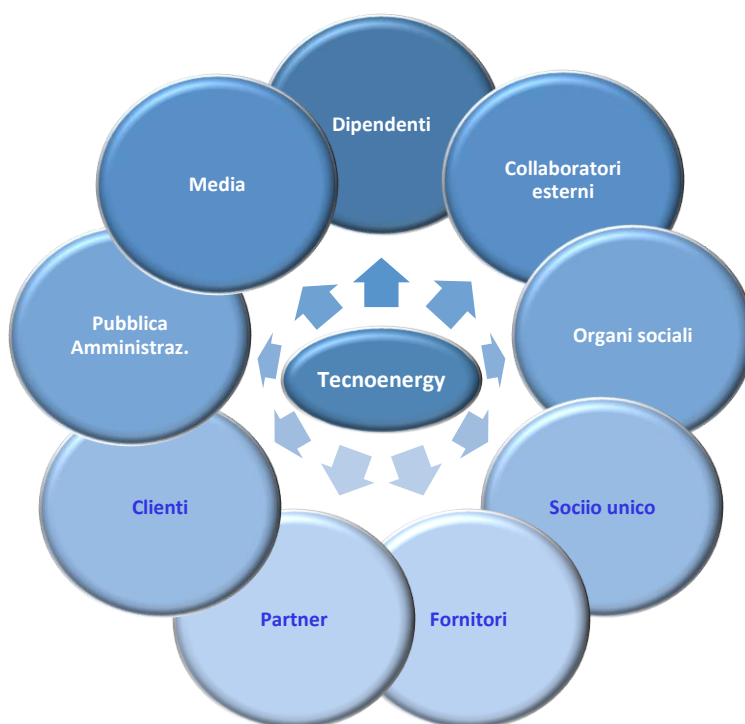 Dipendenti
Collaboratori
esterni
Organi sociali
Sociio unico
Fornitori
Partner
Clienti
Pubblica
Amministraz.
Media
Tecnoenergy